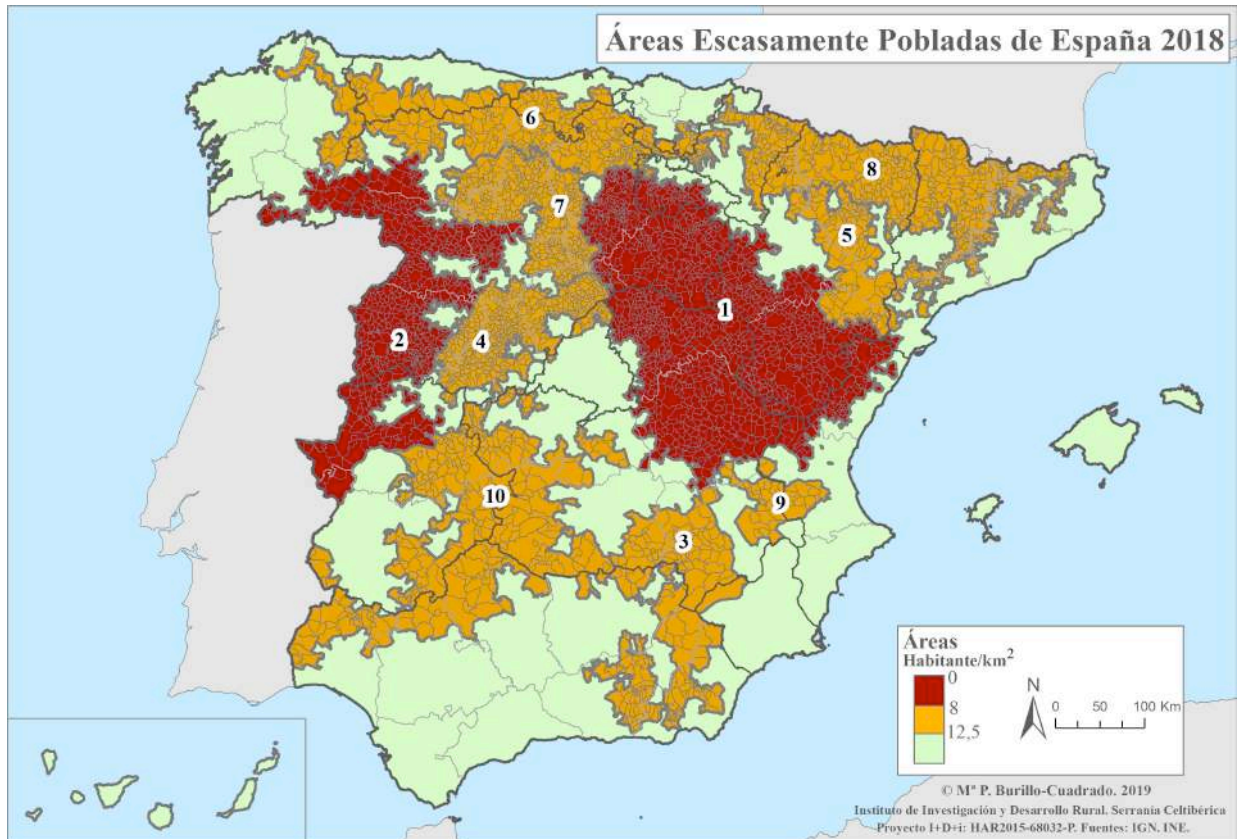 Áreas Escasamente Pobladas de España 2018
6
8
7
5
1
2
4
10
9
3
Áreas
Habitante/km²
0
8
12,5
N
0 50 100 Km
© Mª P. Burillo-Cuadrado. 2019
Instituto de Investigación y Desarrollo Rural. Serranía Celtibérica
Proyecto I+D+i: HAR2015-68032-P. Fuentes: IGN. INE.